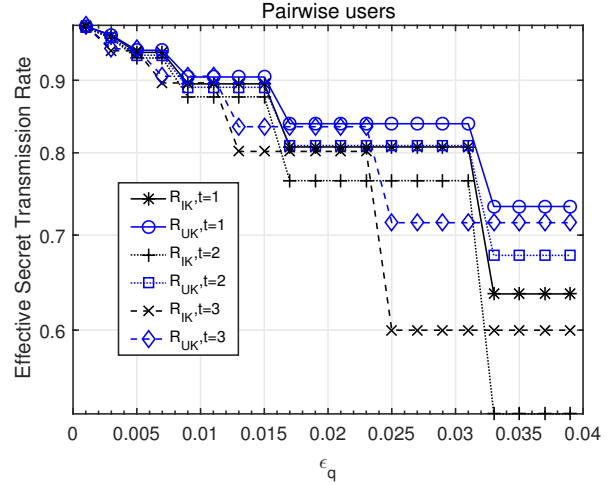 Pairwise users
Effective Secret Transmission Rate
0.9
0.8
0.7
0.6
R_IK,t=1
R_UK,t=1
R_IK,t=2
R_UK,t=2
R_IK,t=3
R_UK,t=3
0 0.005 0.01 0.015 0.02 0.025 0.03 0.035 0.04
ϵ_q